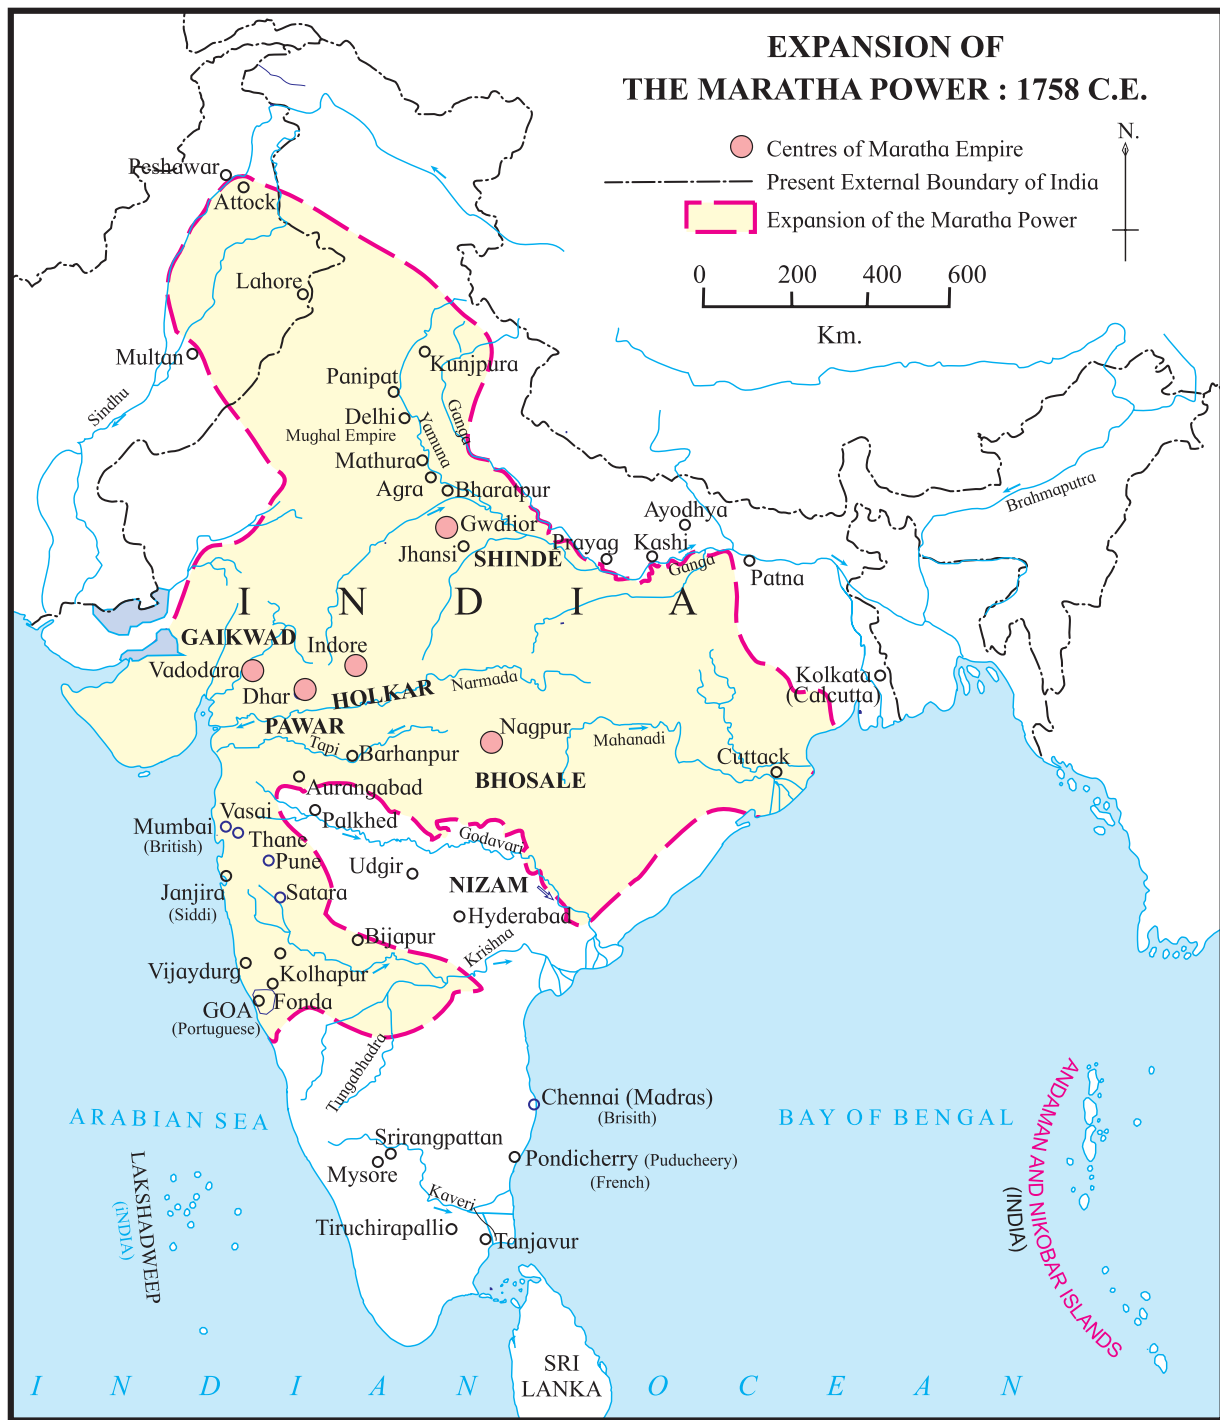 EXPANSION OF
THE MARATHA POWER : 1758 C.E.
Centres of Maratha Empire
Present External Boundary of India
Expansion of the Maratha Power
N.
0 200 400 600
Km.
Peshawar
Attock
Lahore
Multan
Sindhu
Kunjpura
Panipat
Delhi
Mughal Empire
Yamuna
Ganga
Mathura
Agra
Bharatpur
Gwalior
Jhansi
SHINDE
Ayodhya
Prayag
Kashi
Ganga
Patna
Brahmaputra
I N D I A
GAIKWAD
Indore
Vadodara
Dhar
HOLKAR
Narmada
PAWAR
Tapi
Barhanpur
Nagpur
BHOSALE
Mahanadi
Kolkata
(Calcutta)
Cuttack
Aurangabad
Palkhed
Vasai
Mumbai
(British)
Thane
Pune
Godavari
Udgir
NIZAM
Janjira
(Siddi)
Satara
Hyderabad
Bijapur
Krishna
Vijaydurg
Kolhapur
GOA
(Portuguese)
Fonda
Tungabhadra
Chennai (Madras)
(Brisith)
ARABIAN SEA
BAY OF BENGAL
ANDAMAN AND NIKOBAR ISLANDS
(INDIA)
LAKSHADWEEP
(iNDIA)
Srirangpattan
Mysore
Pondicherry (Puducheery)
(French)
Kaveri
Tiruchirapalli
Tanjavur
SRI
LANKA
I N D I A N O C E A N